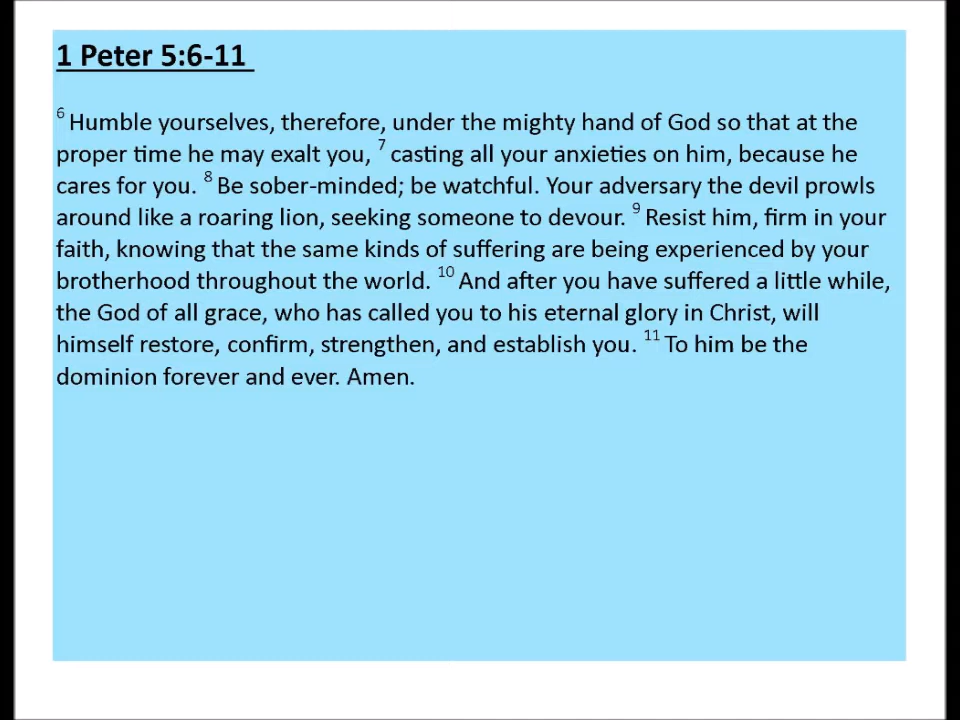 1 Peter 5:6-11
6 Humble yourselves, therefore, under the mighty hand of God so that at the
proper time he may exalt you, 7 casting all your anxieties on him, because he
cares for you. 8 Be sober-minded; be watchful. Your adversary the devil prowls
around like a roaring lion, seeking someone to devour. 9 Resist him, firm in your
faith, knowing that the same kinds of suffering are being experienced by your
brotherhood throughout the world. 10 And after you have suffered a little while,
the God of all grace, who has called you to his eternal glory in Christ, will
himself restore, confirm, strengthen, and establish you. 11 To him be the
dominion forever and ever. Amen.